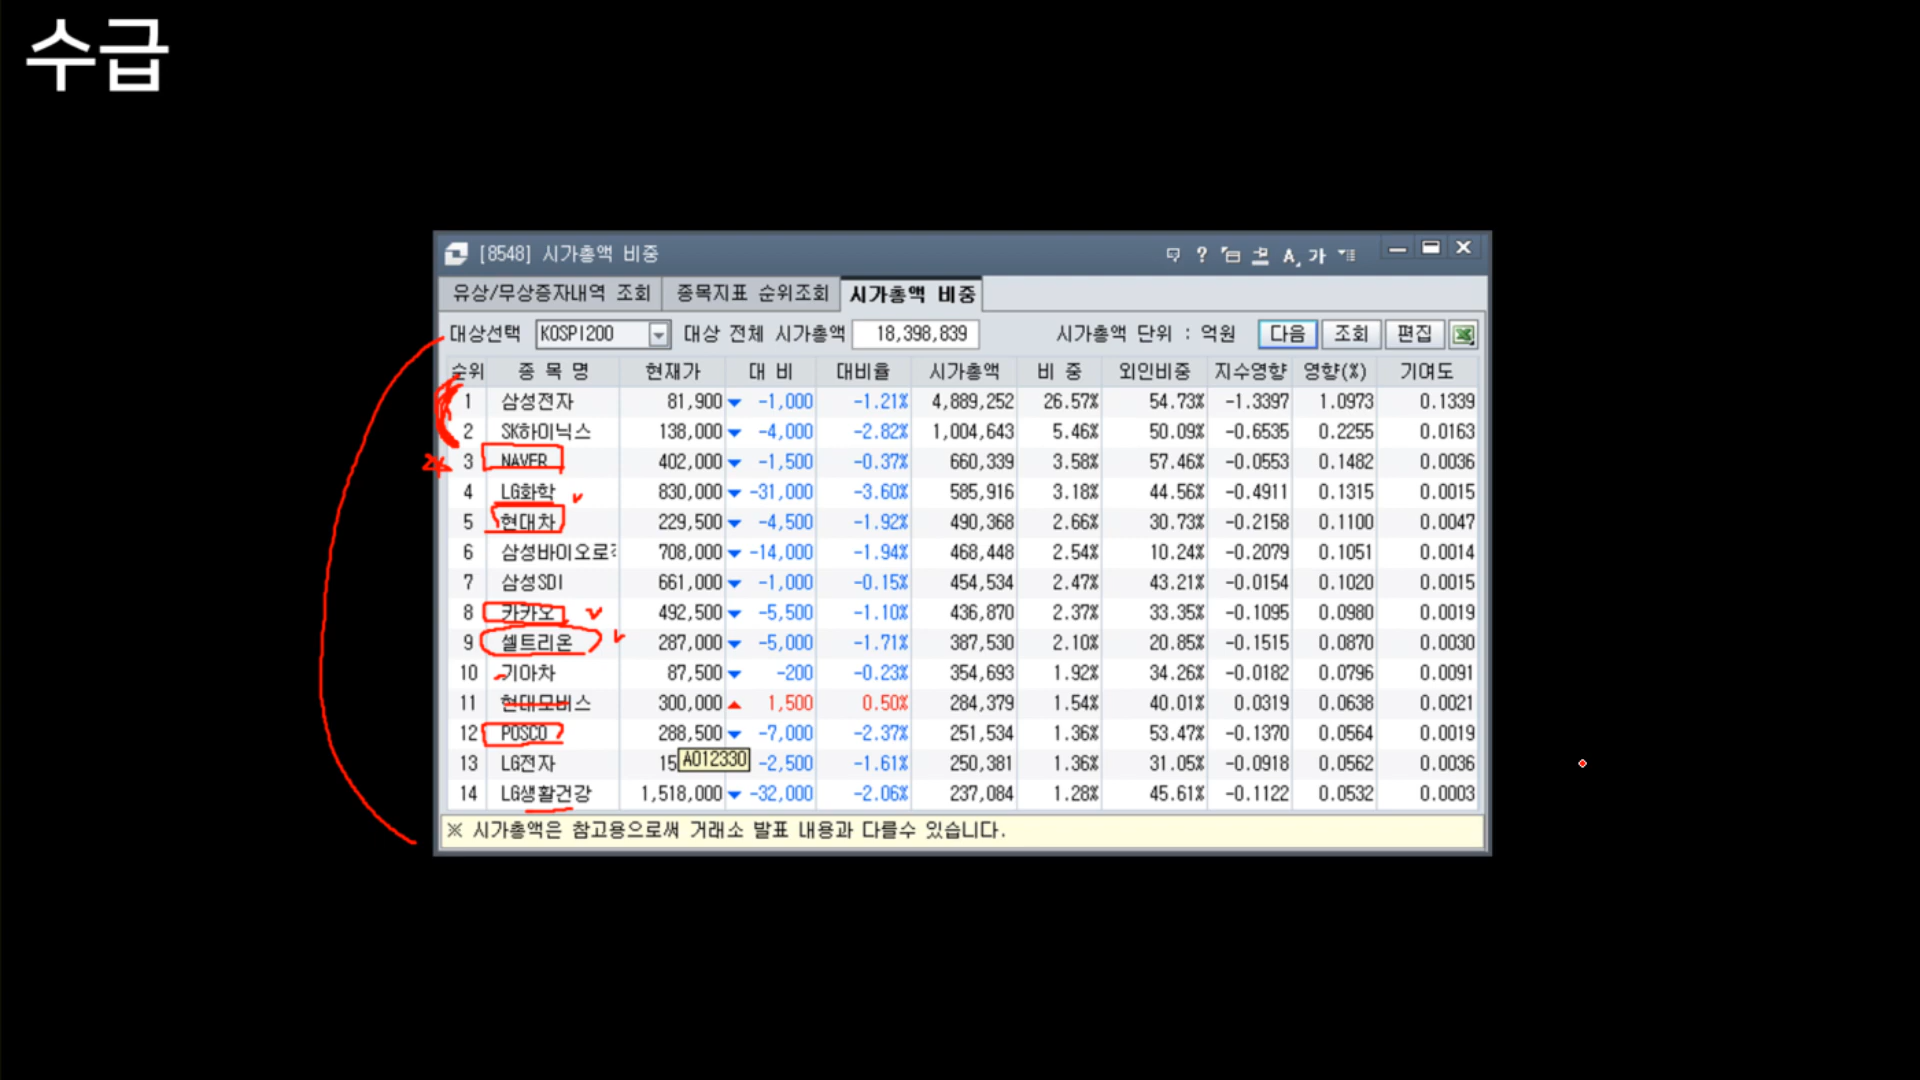 수급
[8548] 시가총액 비중
? A 가
유상/무상증자내역 조회 종목지표 순위조회 시가총액 비중
대상선택 KOSPI200 대상 전체 시가총액 18,398,839 시가총액 단위 : 억원 다음 조회 편집
순위 종 목 명 현재가 대 비 대비율 시가총액 비 중 외인비중 지수영향 영향(%) 기여도
1 삼성전자 81,900 ▼ -1,000 -1.21% 4,889,252 26.57% 54.73% -1.3397 1.0973 0.1339
2 SK하이닉스 138,000 ▼ -4,000 -2.82% 1,004,643 5.46% 50.09% -0.6535 0.2255 0.0163
3 NAVER 402,000 ▼ -1,500 -0.37% 660,339 3.58% 57.46% -0.0553 0.1482 0.0036
4 LG화학 830,000 ▼ -31,000 -3.60% 585,916 3.18% 44.56% -0.4911 0.1315 0.0015
5 현대차 229,500 ▼ -4,500 -1.92% 490,368 2.66% 30.73% -0.2158 0.1100 0.0047
6 삼성바이오로 708,000 ▼ -14,000 -1.94% 468,448 2.54% 10.24% -0.2079 0.1051 0.0014
7 삼성SDI 661,000 ▼ -1,000 -0.15% 454,534 2.47% 43.21% -0.0154 0.1020 0.0015
8 카카오 492,500 ▼ -5,500 -1.10% 436,870 2.37% 33.35% -0.1095 0.0980 0.0019
9 셀트리온 287,000 ▼ -5,000 -1.71% 387,530 2.10% 20.85% -0.1515 0.0870 0.0030
10 기아차 87,500 ▼ -200 -0.23% 354,693 1.92% 34.26% -0.0182 0.0796 0.0091
11 현대모비스 300,000 ▲ 1,500 0.50% 284,379 1.54% 40.01% 0.0319 0.0638 0.0021
12 POSCO 288,500 ▼ -7,000 -2.37% 251,534 1.36% 53.47% -0.1370 0.0564 0.0019
13 LG전자 15 A012330 -2,500 -1.61% 250,381 1.36% 31.05% -0.0918 0.0562 0.0036
14 LG생활건강 1,518,000 ▼ -32,000 -2.06% 237,084 1.28% 45.61% -0.1122 0.0532 0.0003
※ 시가총액은 참고용으로써 거래소 발표 내용과 다를수 있습니다.